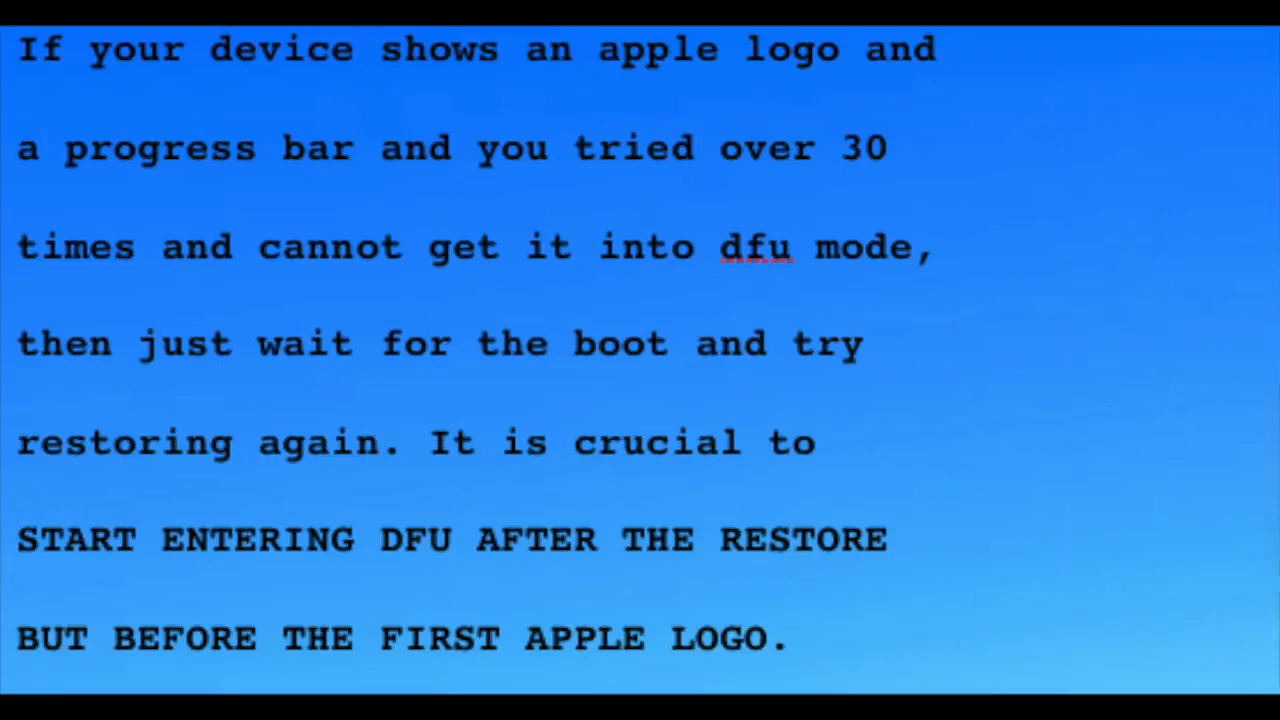 If your device shows an apple logo and
a progress bar and you tried over 30
times and cannot get it into dfu mode,
then just wait for the boot and try
restoring again. It is crucial to
START ENTERING DFU AFTER THE RESTORE
BUT BEFORE THE FIRST APPLE LOGO.